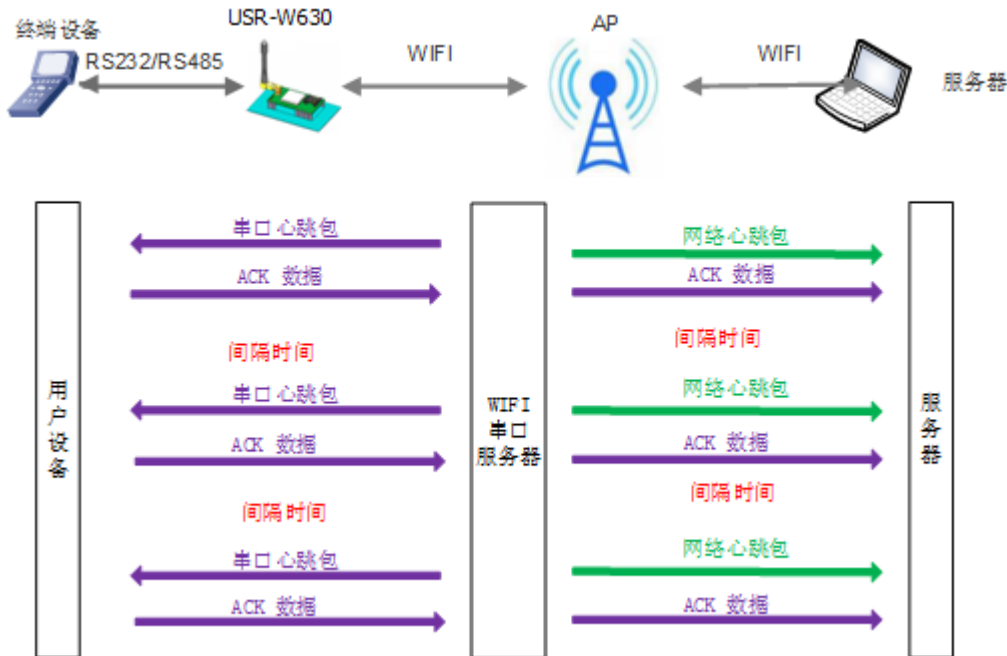 终端设备
USR-W630
AP
RS232/RS485
WIFI
WIFI
服务器
串口心跳包
网络心跳包
ACK 数据
ACK 数据
间隔时间
间隔时间
用户设备
WIFI
串口
服务器
服务器
串口心跳包
网络心跳包
ACK 数据
ACK 数据
间隔时间
间隔时间
串口心跳包
网络心跳包
ACK 数据
ACK 数据